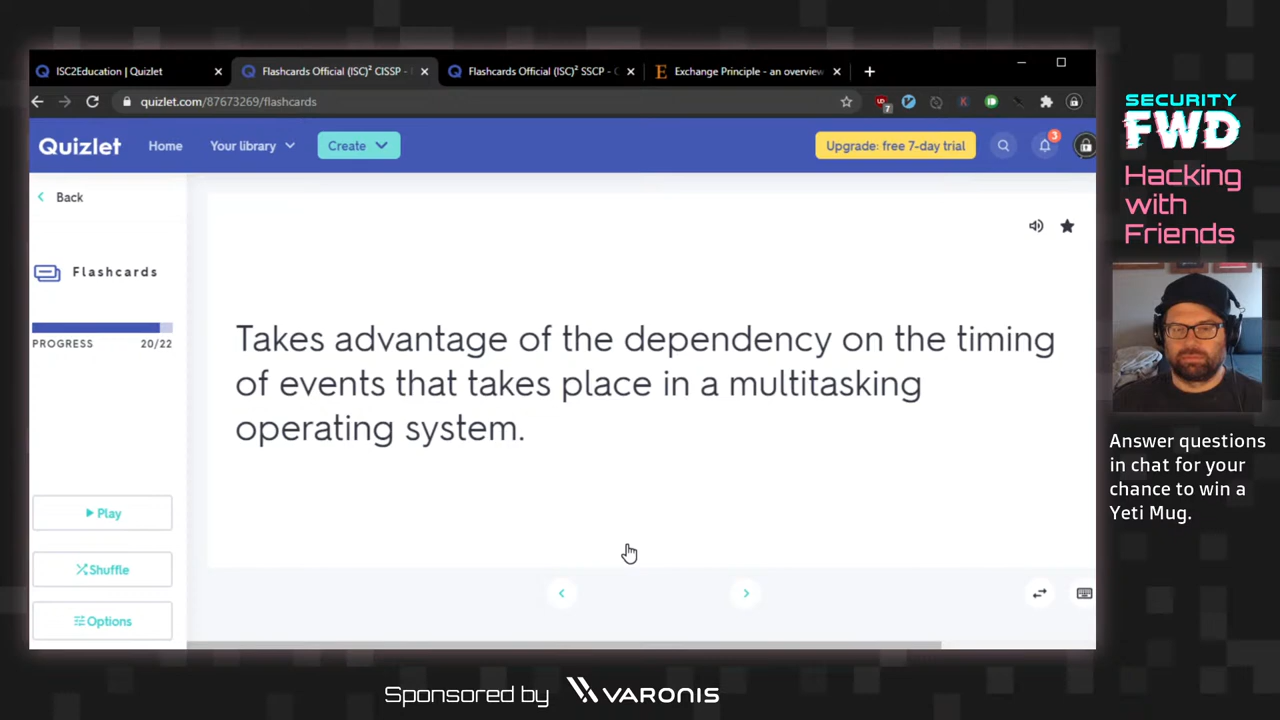 ISC2Education | Quizlet
Flashcards Official (ISC)² CISSP -
Flashcards Official (ISC)² SSCP -
Exchange Principle - an overview
quizlet.com/87673269/flashcards
7
Quizlet
Home
Your library
Create
Upgrade: free 7-day trial
3
Back
Flashcards
PROGRESS
20/22
Takes advantage of the dependency on the timing
of events that takes place in a multitasking
operating system.
Play
Shuffle
Options
SECURITY
FWD
Hacking
with
Friends
Answer questions
in chat for your
chance to win a
Yeti Mug.
Sponsored by VARONIS